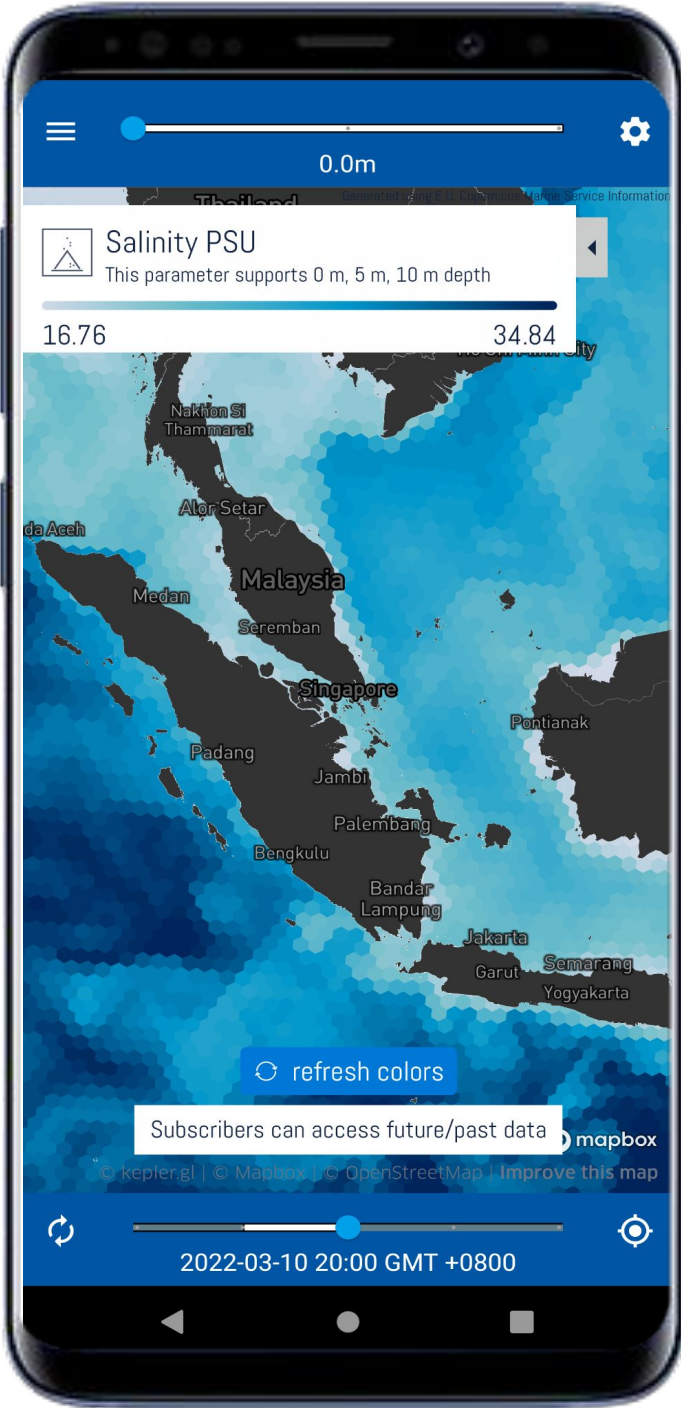 0.0m
Thailand
Generated using E.U. Copernicus Marine Service Information
Salinity PSU
This parameter supports 0 m, 5 m, 10 m depth
16.76 34.84
City
Nakhon Si
Thammarat
Alor Setar
da Aceh
Malaysia
Medan
Seremban
Singapore
Pontianak
Padang
Jambi
Palembang
Bengkulu
Bandar
Lampung
Jakarta
Garut
Semarang
Yogyakarta
refresh colors
Subscribers can access future/past data
mapbox
© kepler.gl | © Mapbox | © OpenStreetMap | Improve this map
2022-03-10 20:00 GMT +0800